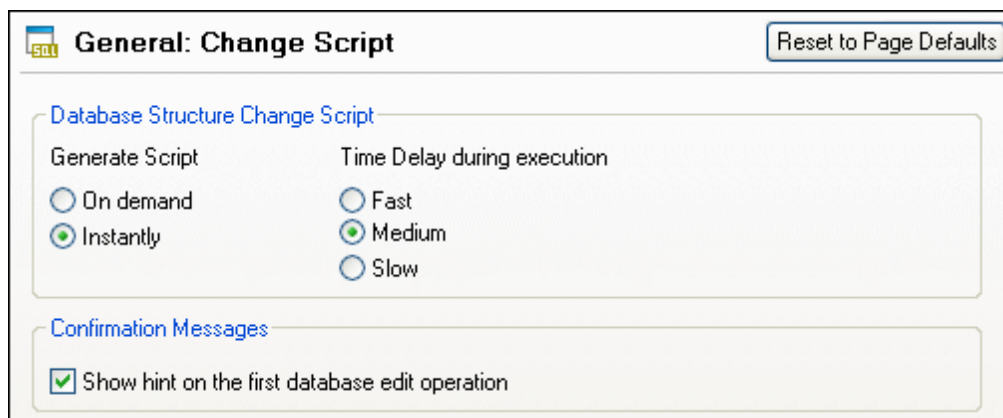 SQL
General: Change Script
Reset to Page Defaults
Database Structure Change Script
Generate Script
Time Delay during execution
On demand
Fast
Instantly
Medium
Slow
Confirmation Messages
Show hint on the first database edit operation